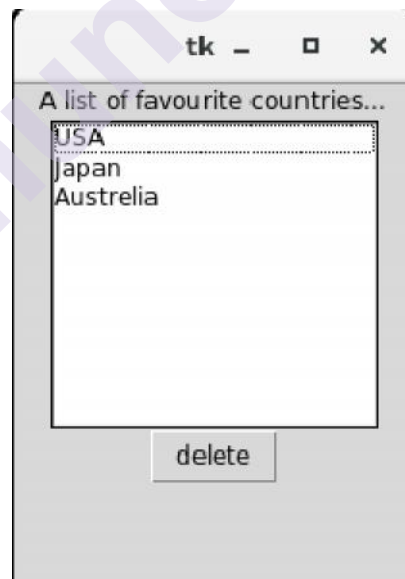 tk
A list of favourite countries...
USA
Japan
Austrelia
delete